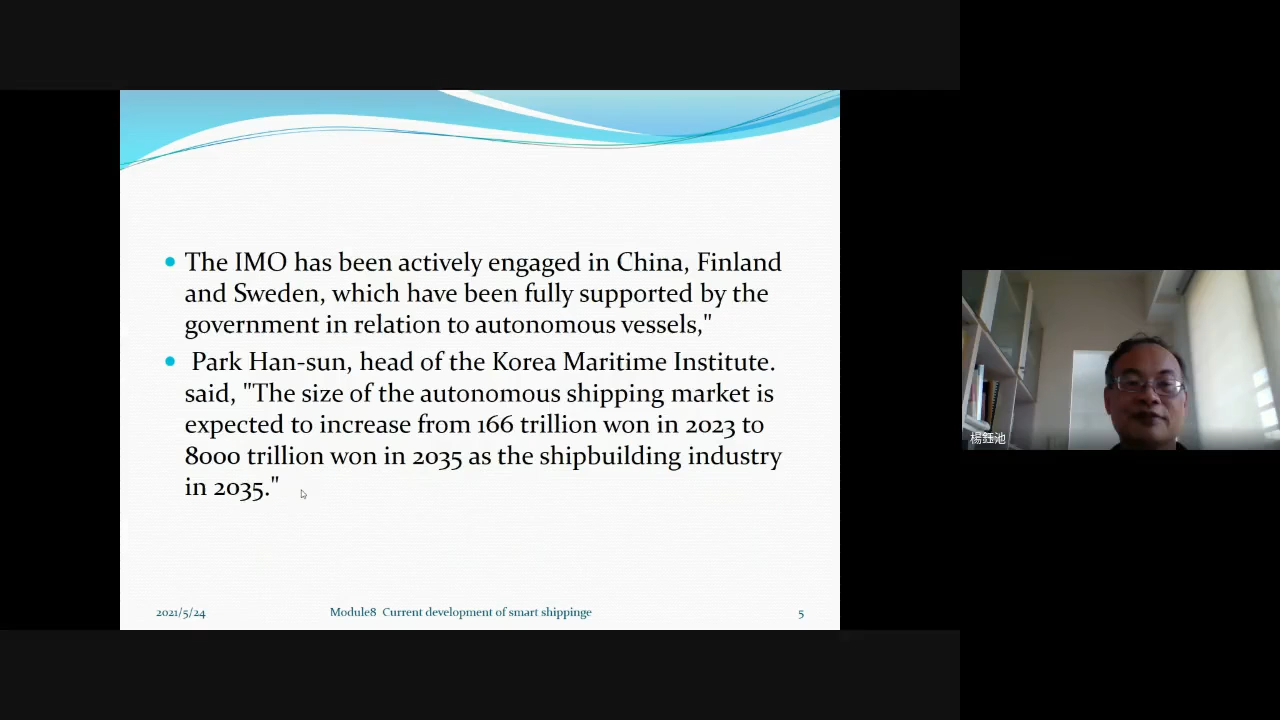 The IMO has been actively engaged in China, Finland
and Sweden, which have been fully supported by the
government in relation to autonomous vessels,"
Park Han-sun, head of the Korea Maritime Institute.
said, "The size of the autonomous shipping market is
expected to increase from 166 trillion won in 2023 to
8000 trillion won in 2035 as the shipbuilding industry
in 2035."
2021/5/24
Module8 Current development of smart shippinge
5
楊鈺池